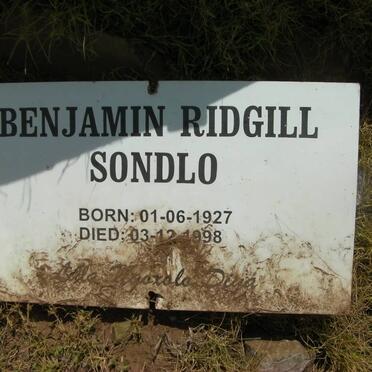 BENJAMIN RIDGILL
SONDLO
BORN: 01-06-1927
DIED: 03-12-1998